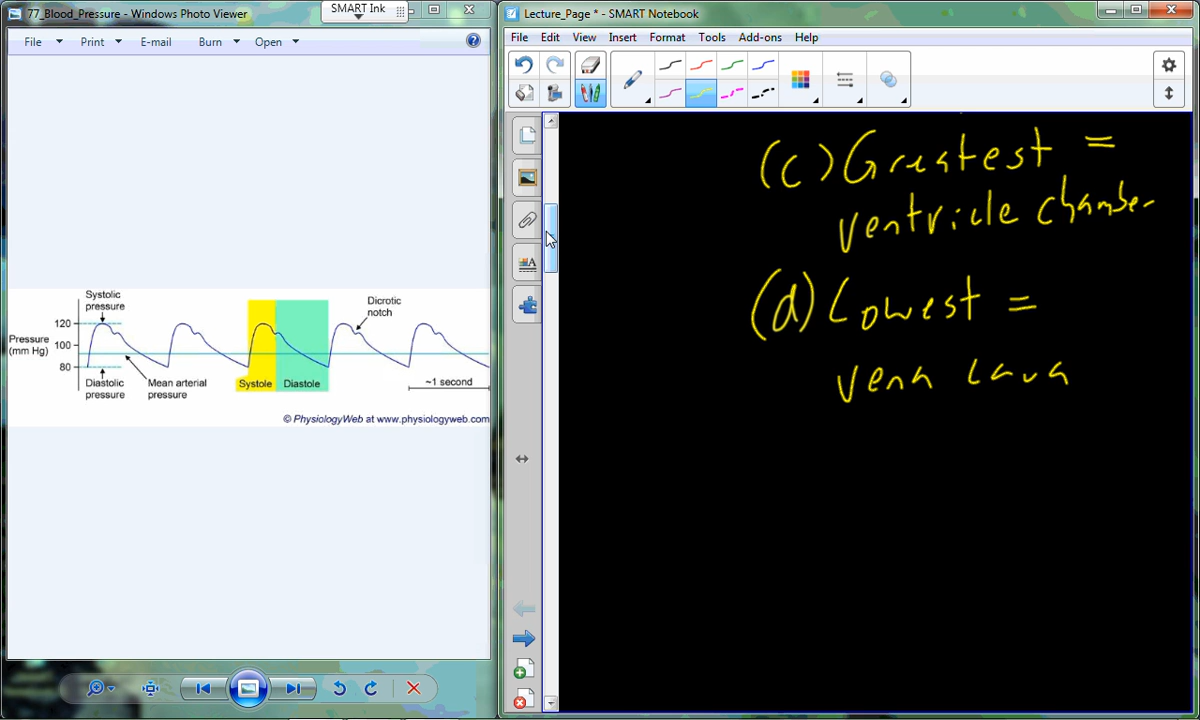 77_Blood_Pressure - Windows Photo Viewer
SMART Ink
File Print E-mail Burn Open
Systolic
pressure
Dicrotic
notch
Pressure
(mm Hg)
120
100
80
Diastolic
pressure
Mean arterial
pressure
Systole Diastole
~1 second
© PhysiologyWeb at www.physiologyweb.com
Lecture_Page * - SMART Notebook
File Edit View Insert Format Tools Add-ons Help
(c) Greatest =
ventricle chamber
(d) Lowest =
vena cava